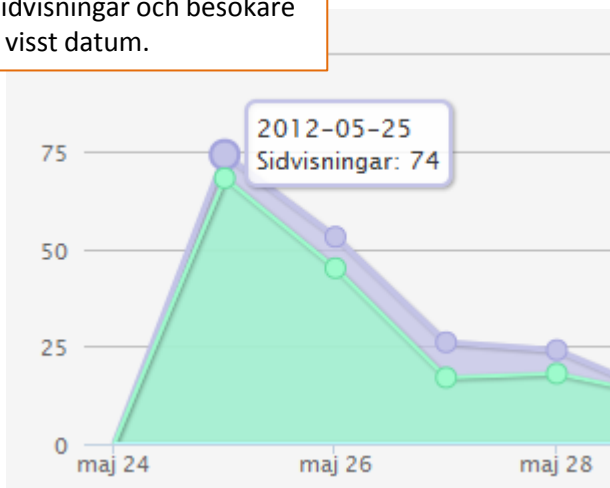 idvisningar och besökare
visst datum.
2012-05-25
Sidvisningar: 74
75
50
25
0
maj 24
maj 26
maj 28